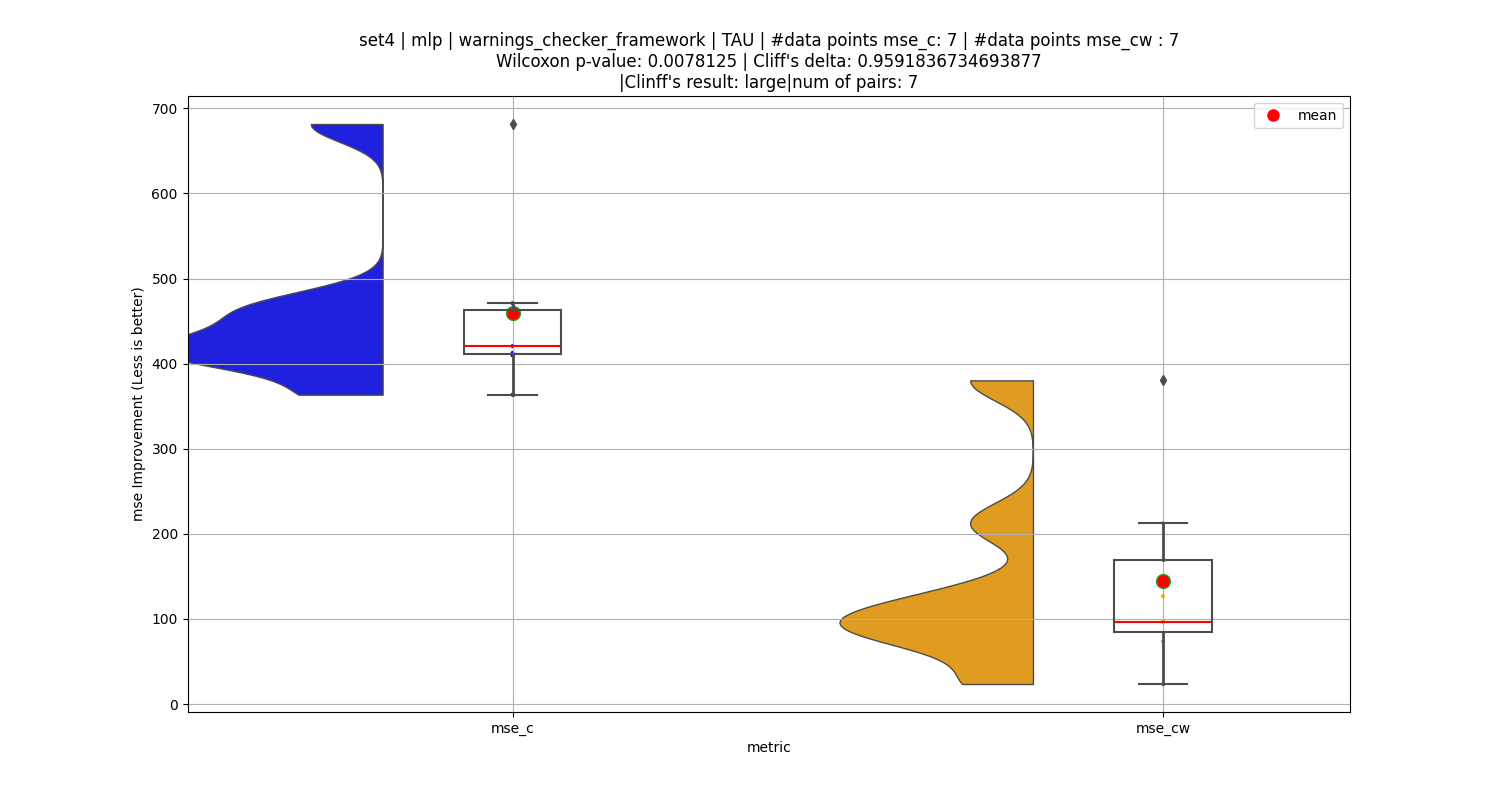 set4 | mlp | warnings_checker_framework | TAU | #data points mse_c: 7 | #data points mse_cw : 7
Wilcoxon p-value: 0.0078125 | Cliff's delta: 0.9591836734693877
|Clinff's result: large|num of pairs: 7
mean
700
600
500
400
300
200
100
0
mse Improvement (Less is better)
mse_c
mse_cw
metric